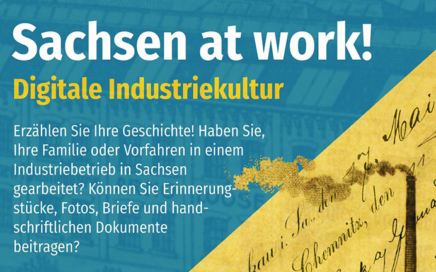 Sachsen at work!
Digitale Industriekultur
Erzählen Sie Ihre Geschichte! Haben Sie,
Ihre Familie oder Vorfahren in einem
Industriebetrieb in Sachsen
gearbeitet? Können Sie Erinnerung-
stücke, Fotos, Briefe und hand-
schriftlichen Dokumente
beitragen?
Chemnitz, den